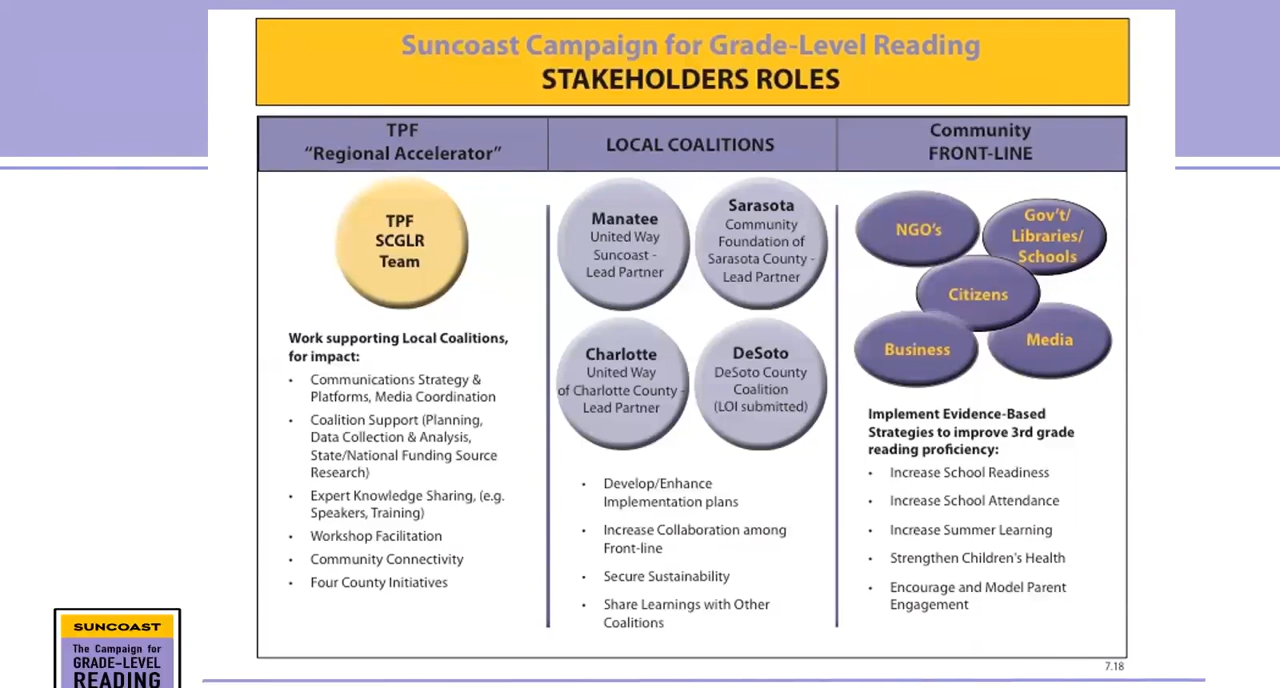 Suncoast Campaign for Grade-Level Reading
STAKEHOLDERS ROLES
TPF
“Regional Accelerator”
LOCAL COALITIONS
Community
FRONT-LINE
TPF
SCGLR
Team
Work supporting Local Coalitions,
for impact:
• Communications Strategy &
Platforms, Media Coordination
• Coalition Support (Planning,
Data Collection & Analysis,
State/National Funding Source
Research)
• Expert Knowledge Sharing, (e.g.
Speakers, Training)
• Workshop Facilitation
• Community Connectivity
• Four County Initiatives
Manatee
United Way
Suncoast -
Lead Partner
Sarasota
Community
Foundation of
Sarasota County -
Lead Partner
Charlotte
United Way
of Charlotte County -
Lead Partner
DeSoto
DeSoto County
Coalition
(LOI submitted)
• Develop/Enhance
Implementation plans
• Increase Collaboration among
Front-line
• Secure Sustainability
• Share Learnings with Other
Coalitions
NGO’s
Gov’t/
Libraries/
Schools
Citizens
Business
Media
Implement Evidence-Based
Strategies to improve 3rd grade
reading proficiency:
• Increase School Readiness
• Increase School Attendance
• Increase Summer Learning
• Strengthen Children’s Health
• Encourage and Model Parent
Engagement
7.18
SUNCOAST
The Campaign for
GRADE-LEVEL
READING